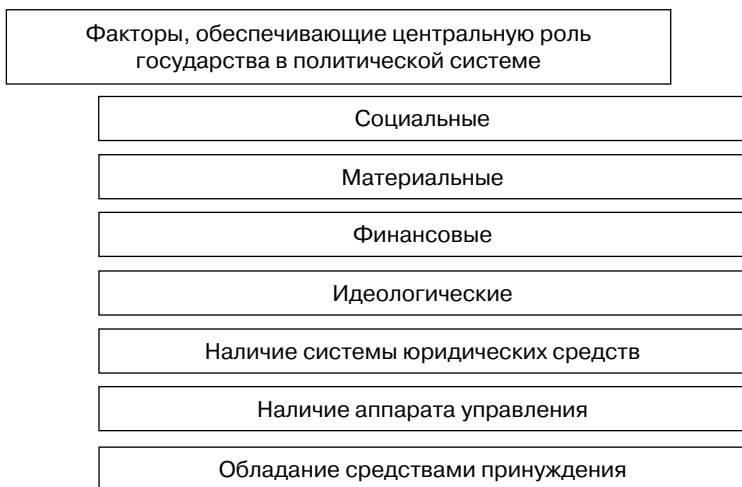 Факторы, обеспечивающие центральную роль
государства в политической системе
Социальные
Материальные
Финансовые
Идеологические
Наличие системы юридических средств
Наличие аппарата управления
Обладание средствами принуждения